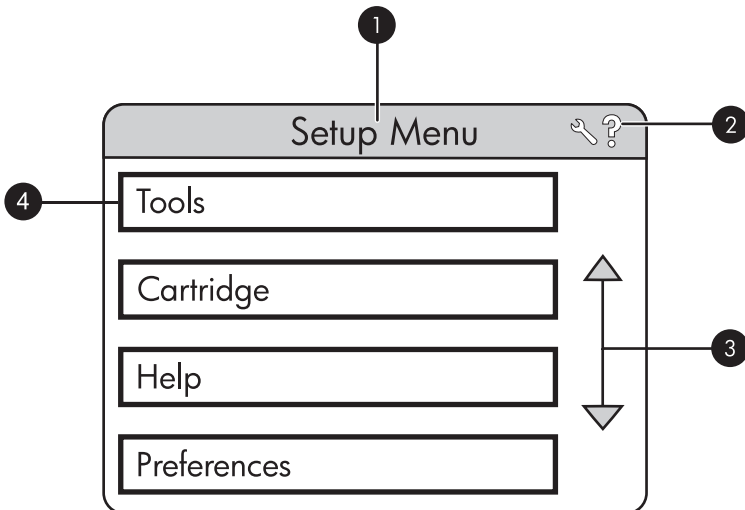 1
Setup Menu
?
2
4
Tools
Cartridge
Help
3
Preferences